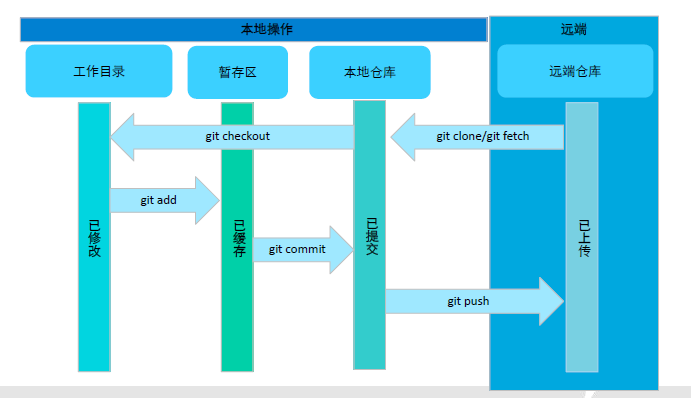 本地操作
远端
工作目录
暂存区
本地仓库
远端仓库
git checkout
git clone/git fetch
git add
已修改
已缓存
git commit
已提交
已上传
git push